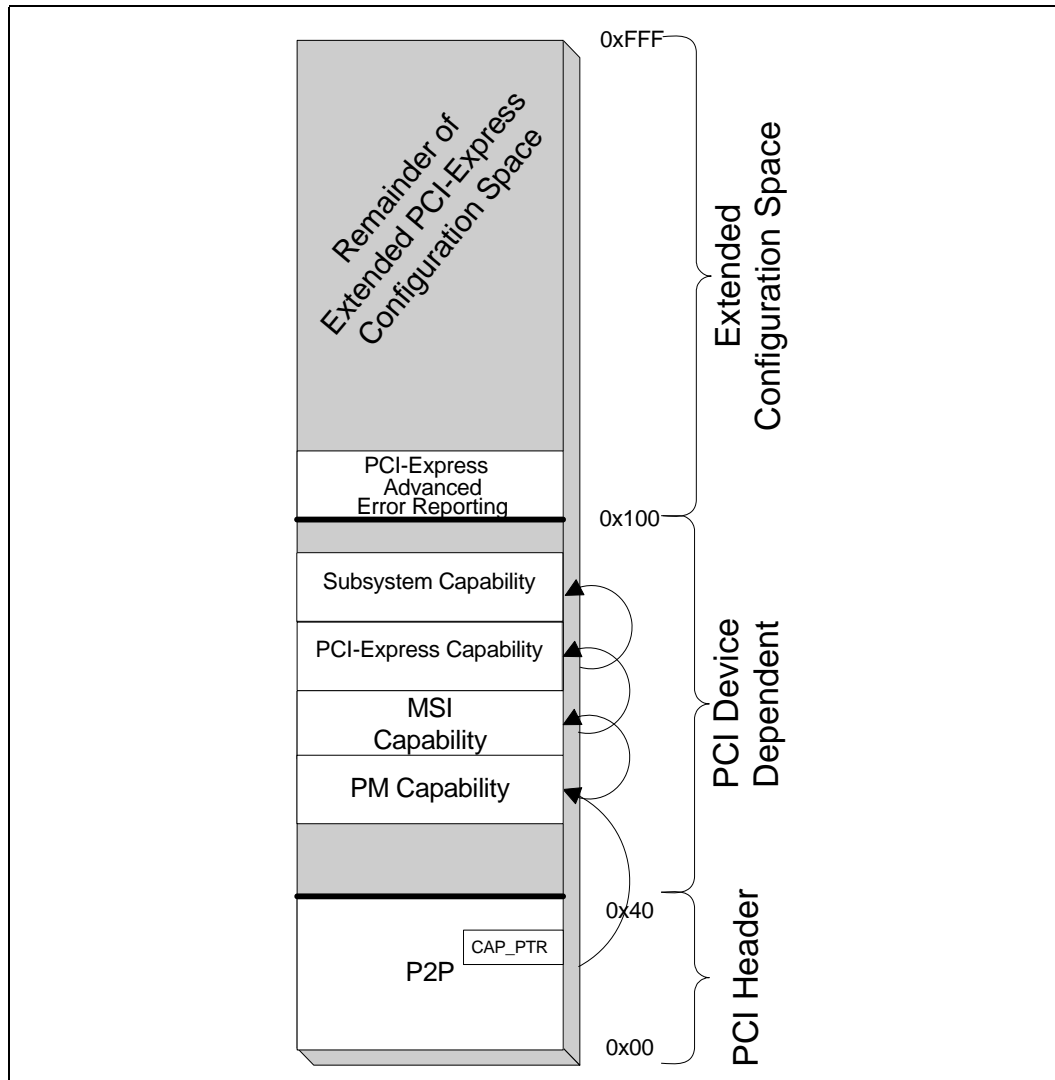 0xFFF
Remainder of
Extended PCI-Express
Configuration Space
Extended
Configuration Space
PCI-Express
Advanced
Error Reporting
0x100
Subsystem Capability
PCI-Express Capability
MSI
Capability
PM Capability
PCI Device
Dependent
0x40
CAP_PTR
P2P
PCI Header
0x00